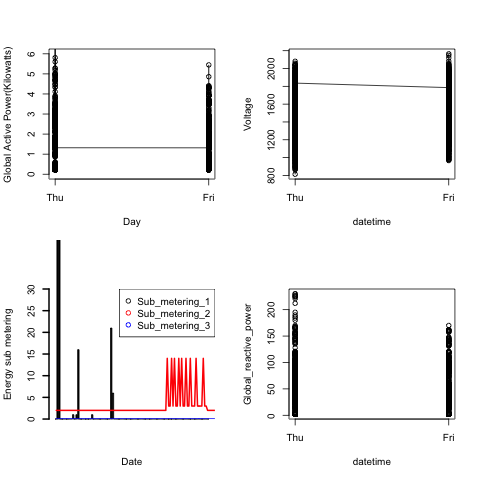 Global Active Power(Kilowatts)
0 1 2 3 4 5 6
Thu Fri
Day
Voltage
800 1200 1600 2000
Thu Fri
datetime
Energy sub metering
0 5 10 15 20 25 30
Sub_metering_1
Sub_metering_2
Sub_metering_3
Date
Global_reactive_power
0 50 100 150 200
Thu Fri
datetime